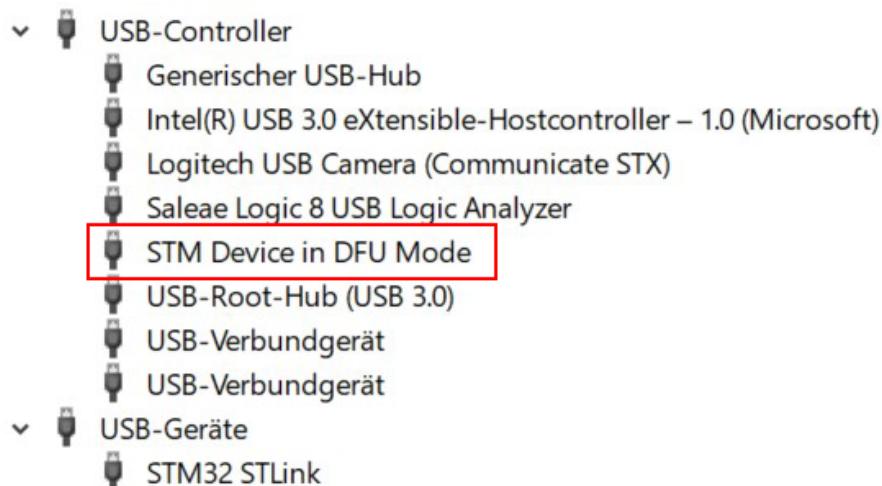 USB-Controller
Generischer USB-Hub
Intel(R) USB 3.0 eXtensible-Hostcontroller – 1.0 (Microsoft)
Logitech USB Camera (Communicate STX)
Saleae Logic 8 USB Logic Analyzer
STM Device in DFU Mode
USB-Root-Hub (USB 3.0)
USB-Verbundgerät
USB-Verbundgerät
USB-Geräte
STM32 STLink